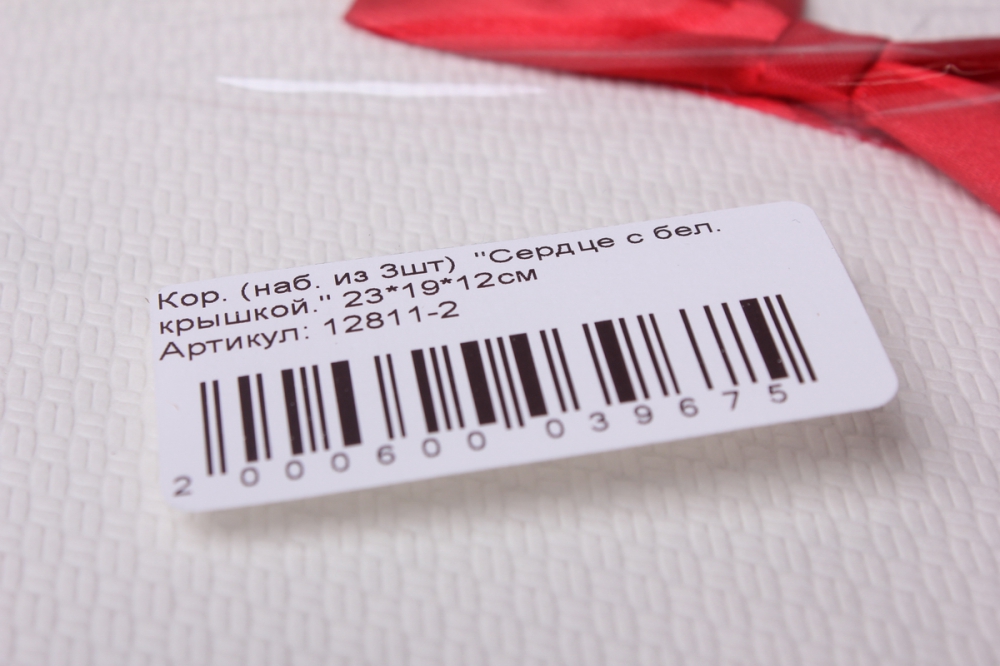 Кор. (наб. из 3шт) "Сердце с бел.
крышкой." 23*19*12см
Артикул: 12811-2
2 000600 039675